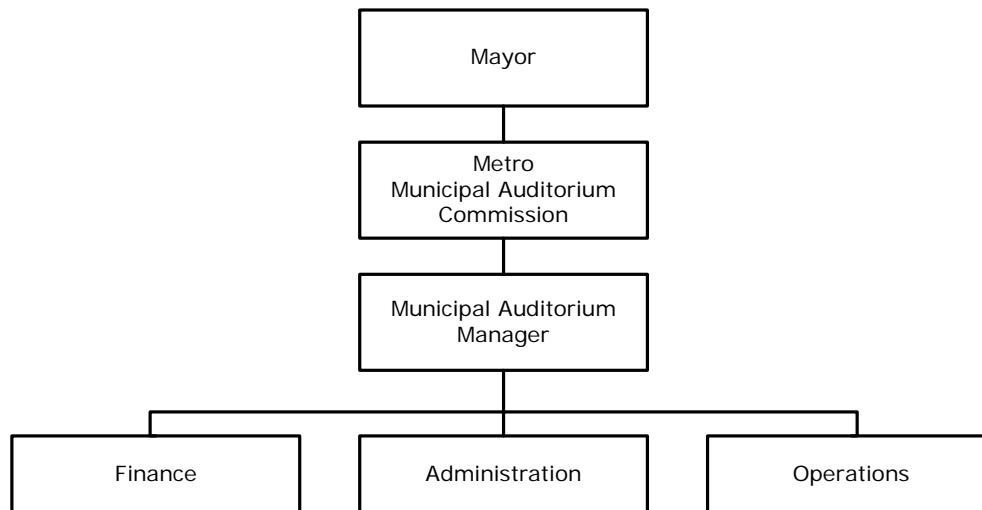 Mayor
Metro
Municipal Auditorium
Commission
Municipal Auditorium
Manager
Finance
Administration
Operations